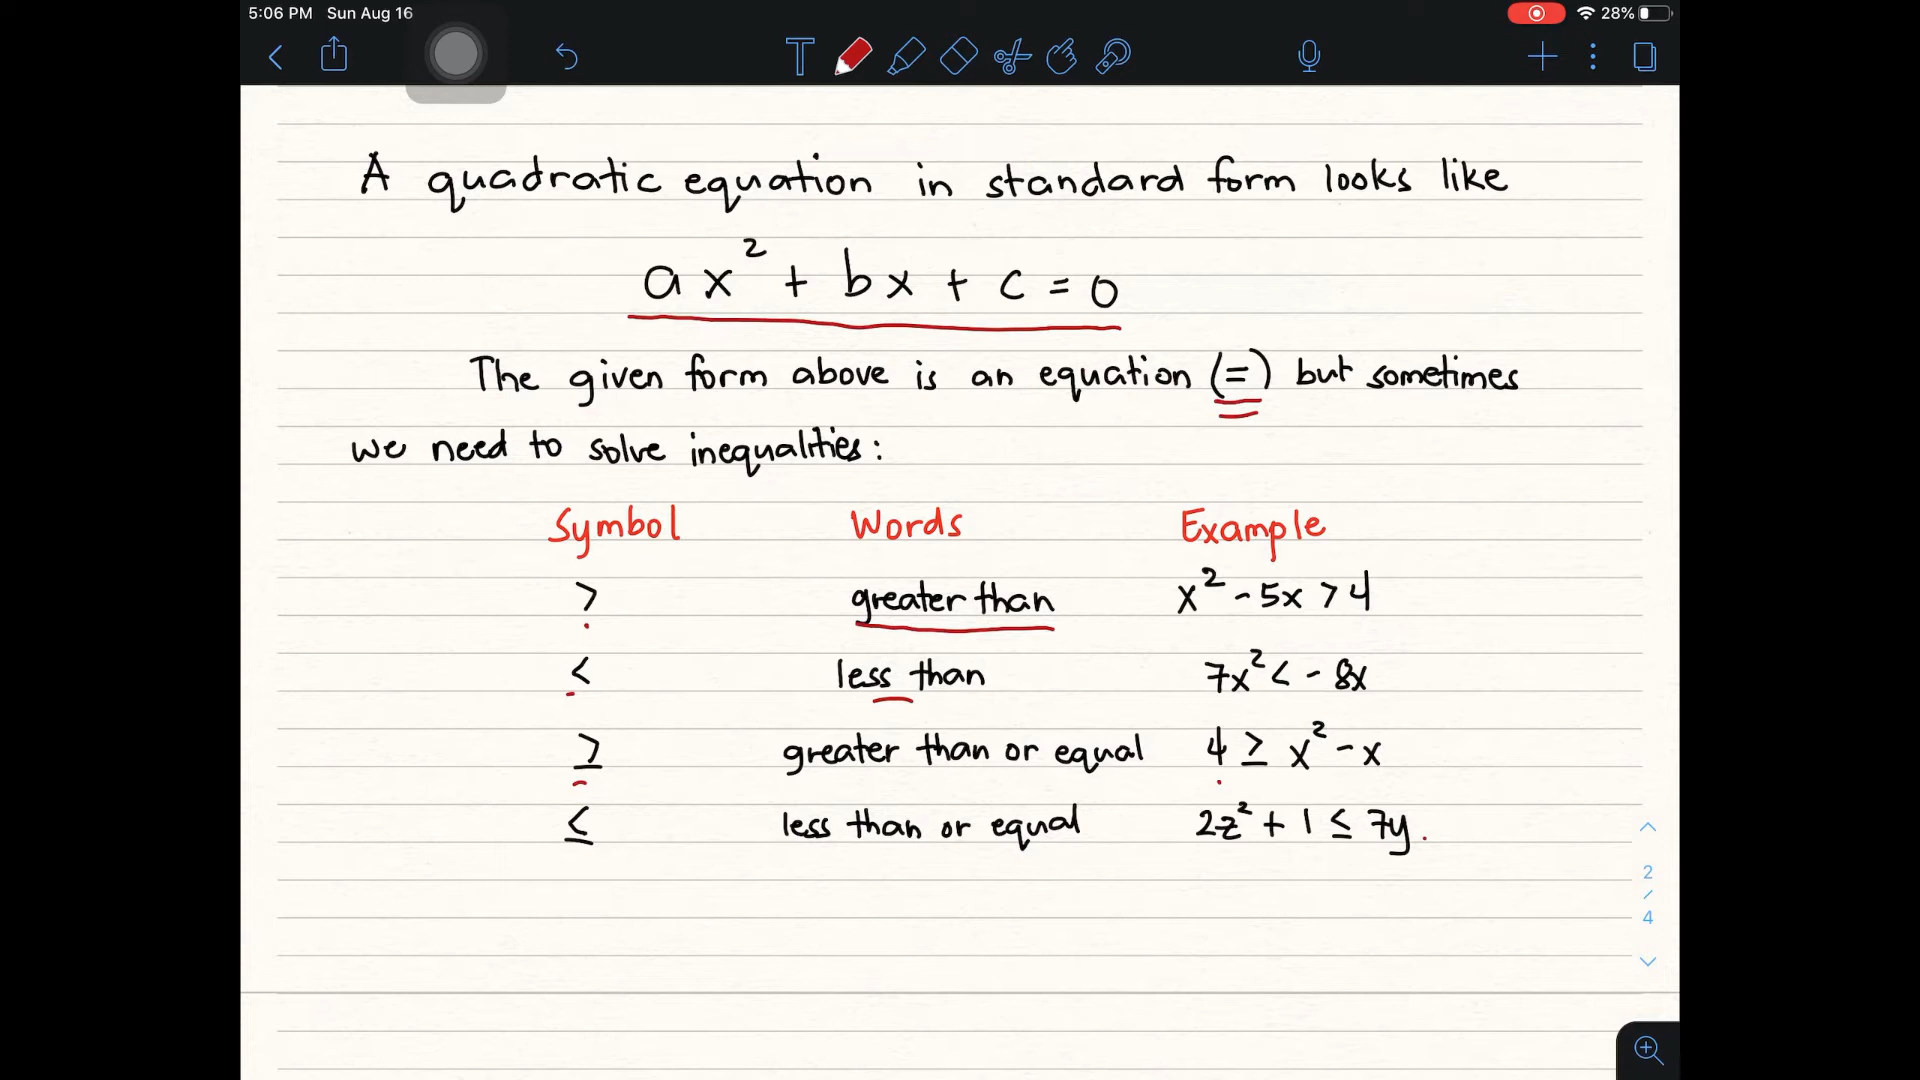 5:06 PM Sun Aug 16 28%
A quadratic equation in standard form looks like
ax² + bx + c = 0
The given form above is an equation (=) but sometimes
we need to solve inequalities:
Symbol Words Example
> greater than x² - 5x > 4
< less than 7x² < - 8x
≥ greater than or equal 4 ≥ x² - x
≤ less than or equal 2z² + 1 ≤ 7y.
2
/
4